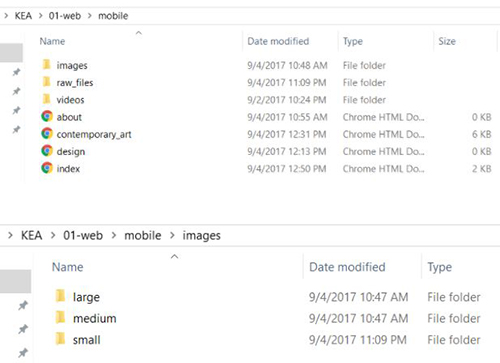 KEA > 01-web > mobile
Name Date modified Type Size
images 9/4/2017 10:48 AM File folder
raw_files 9/4/2017 11:09 PM File folder
videos 9/2/2017 10:24 PM File folder
about 9/4/2017 10:55 AM Chrome HTML Do... 0 KB
contemporary_art 9/4/2017 12:31 PM Chrome HTML Do... 6 KB
design 9/4/2017 12:13 PM Chrome HTML Do... 0 KB
index 9/4/2017 12:50 PM Chrome HTML Do... 2 KB
> KEA > 01-web > mobile > images
Name Date modified Type
large 9/4/2017 10:47 AM File folder
medium 9/4/2017 10:47 AM File folder
small 9/4/2017 11:09 PM File folder